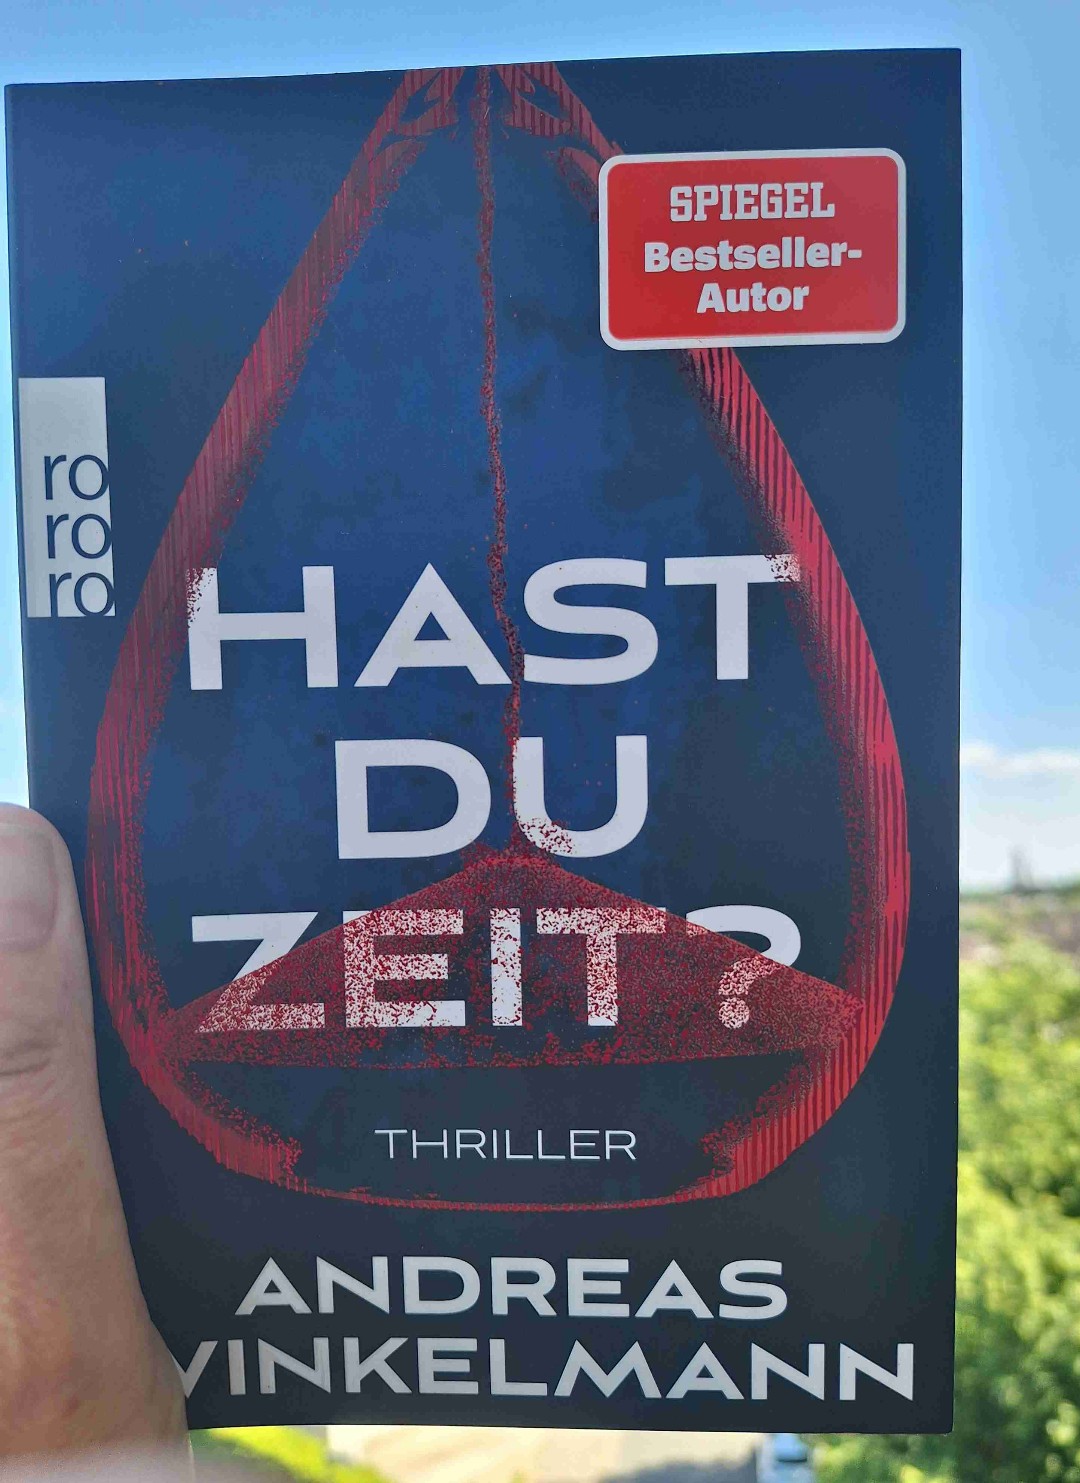 SPIEGEL
Bestseller-
Autor
ro
ro
ro
HAST
DU
ZEIT?
THRILLER
ANDREAS
WINKELMANN